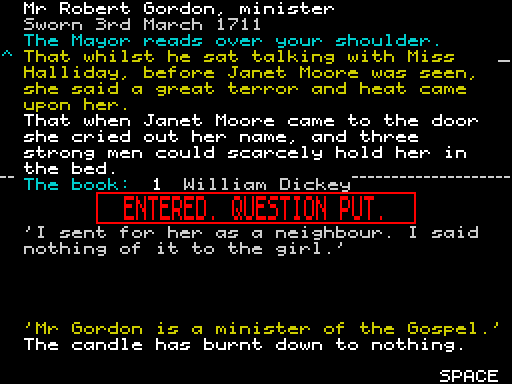 Mr Robert Gordon, minister
Sworn 3rd March 1711
The Mayor reads over your shoulder.
^ That whilst he sat talking with Miss
Halliday, before Janet Moore was seen,
she said a great terror and heat came
upon her.
That when Janet Moore came to the door
she cried out her name, and three
strong men could scarcely hold her in
the bed.
The book: 1 William Dickey
ENTERED. QUESTION PUT.
'I sent for her as a neighbour. I said
nothing of it to the girl.'
'Mr Gordon is a minister of the Gospel.'
The candle has burnt down to nothing.
SPACE